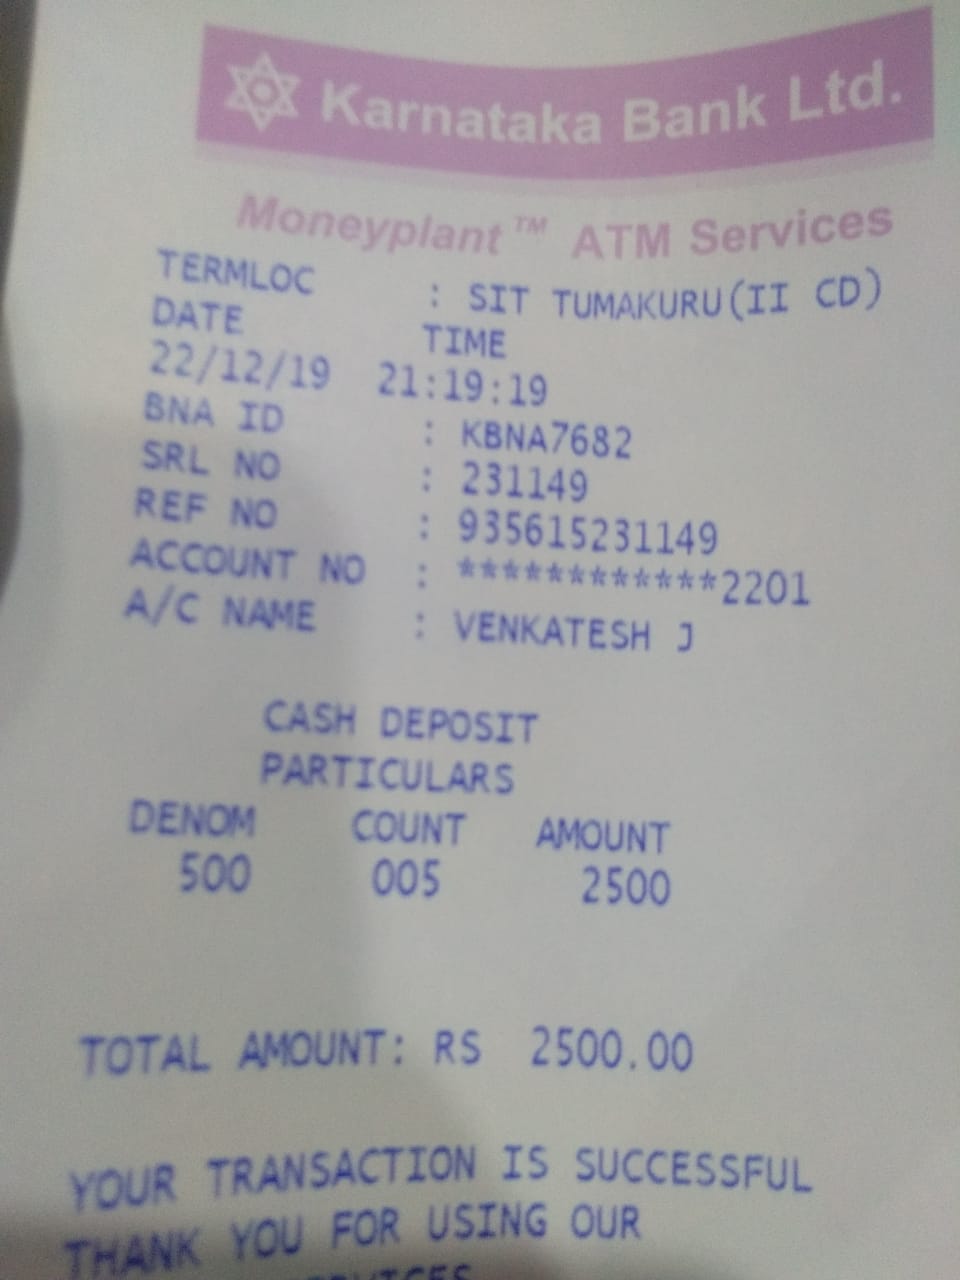 Karnataka Bank Ltd.
Moneyplant™ ATM Services
TERMLOC : SIT TUMAKURU(II CD)
DATE TIME
22/12/19 21:19:19
BNA ID : KBNA7682
SRL NO : 231149
REF NO : 935615231149
ACCOUNT NO : ************2201
A/C NAME : VENKATESH J
CASH DEPOSIT
PARTICULARS
DENOM COUNT AMOUNT
500 005 2500
TOTAL AMOUNT: RS 2500.00
YOUR TRANSACTION IS SUCCESSFUL
THANK YOU FOR USING OUR